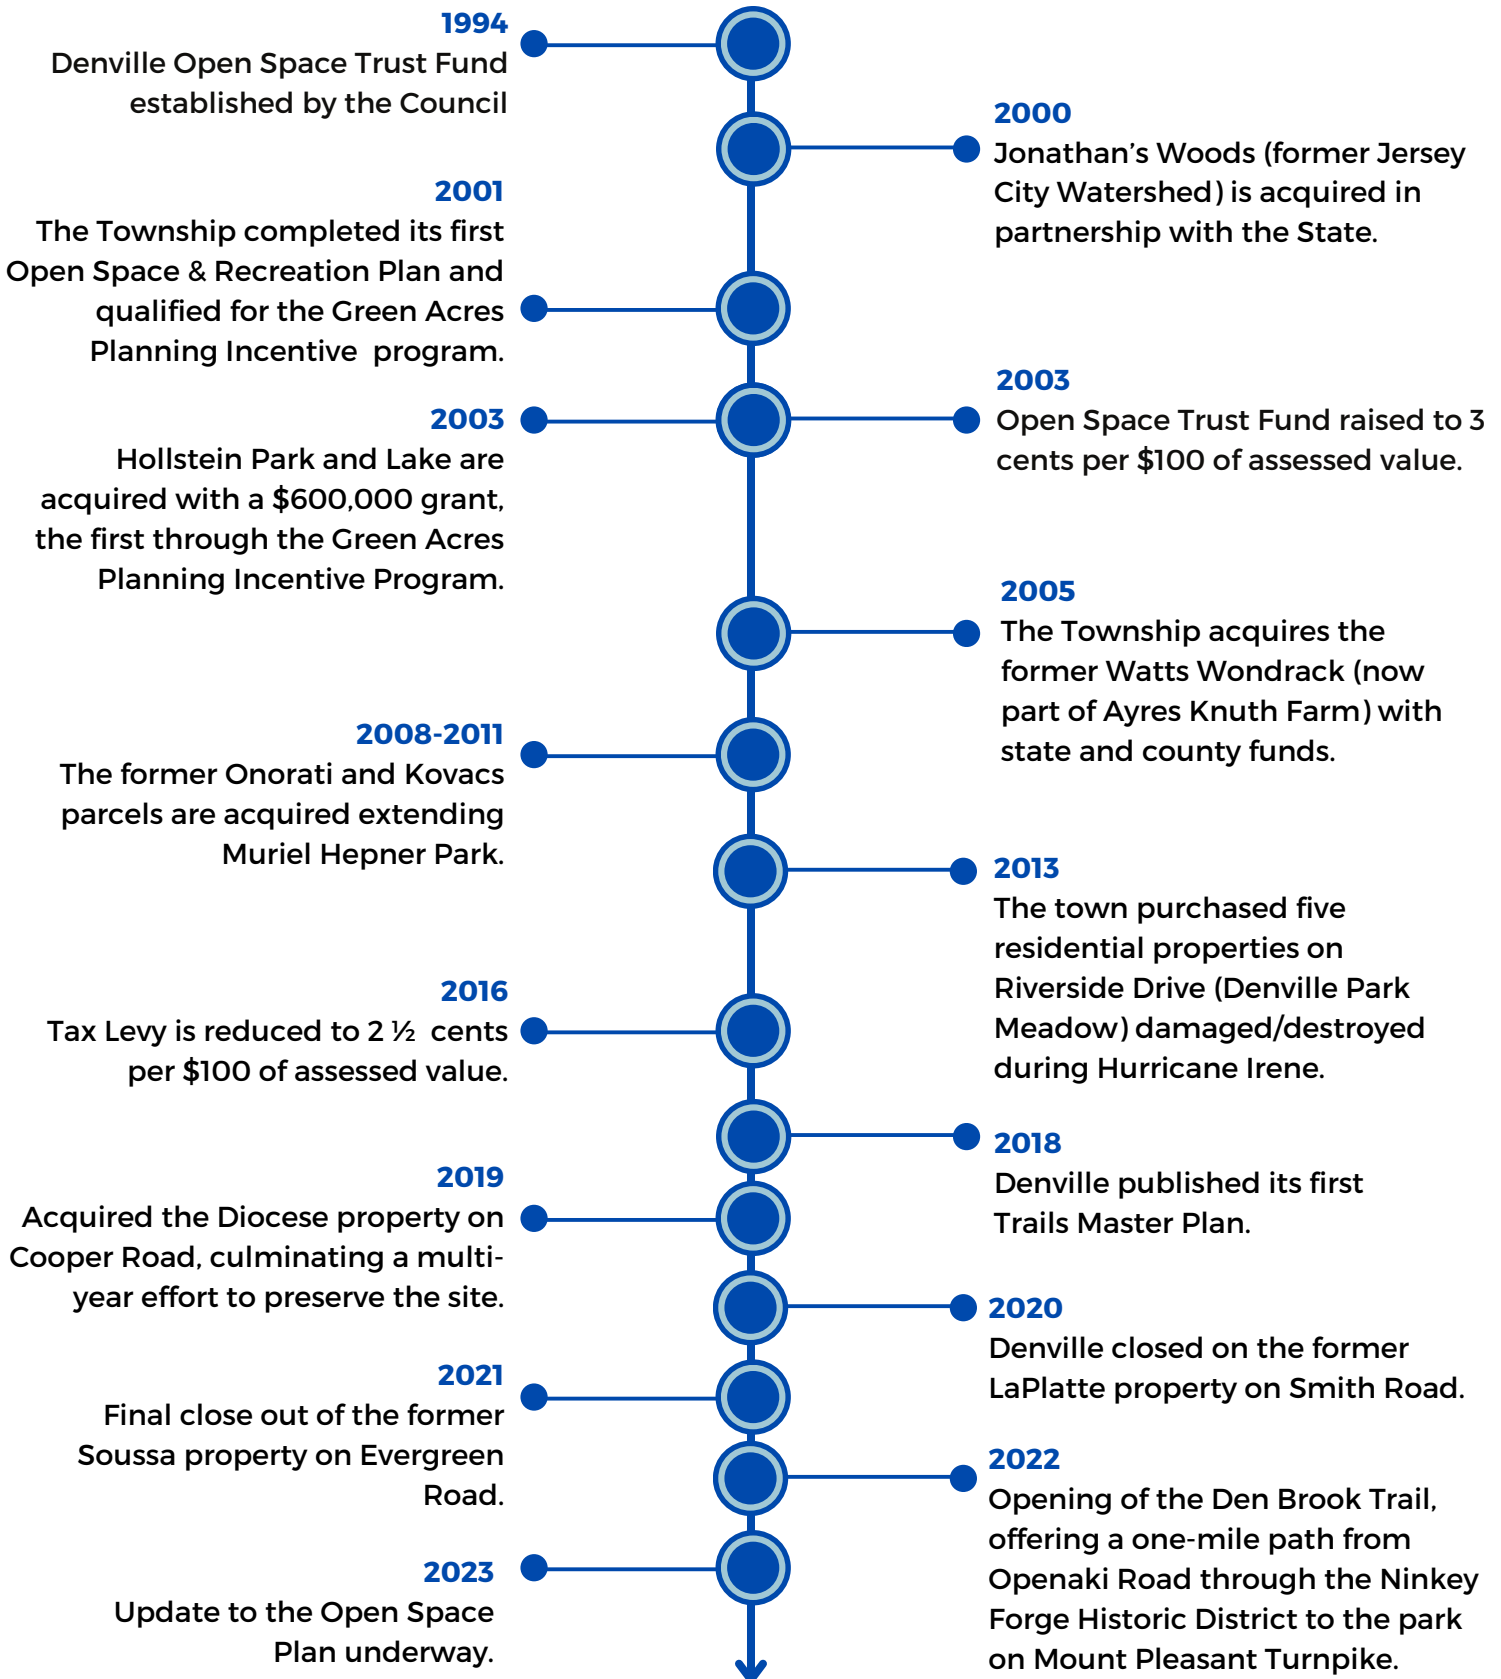 1994
Denville Open Space Trust Fund
established by the Council
2000
Jonathan's Woods (former Jersey
City Watershed) is acquired in
partnership with the State.
2001
The Township completed its first
Open Space & Recreation Plan and
qualified for the Green Acres
Planning Incentive program.
2003
Open Space Trust Fund raised to 3
cents per $100 of assessed value.
2003
Hollstein Park and Lake are
acquired with a $600,000 grant,
the first through the Green Acres
Planning Incentive Program.
2005
The Township acquires the
former Watts Wondrack (now
part of Ayres Knuth Farm) with
state and county funds.
2008-2011
The former Onorati and Kovacs
parcels are acquired extending
Muriel Hepner Park.
2013
The town purchased five
residential properties on
Riverside Drive (Denville Park
Meadow) damaged/destroyed
during Hurricane Irene.
2016
Tax Levy is reduced to 2 ½ cents
per $100 of assessed value.
2018
Denville published its first
Trails Master Plan.
2019
Acquired the Diocese property on
Cooper Road, culminating a multi-
year effort to preserve the site.
2020
Denville closed on the former
LaPlatte property on Smith Road.
2021
Final close out of the former
Soussa property on Evergreen
Road.
2022
Opening of the Den Brook Trail,
offering a one-mile path from
Openaki Road through the Ninkey
Forge Historic District to the park
on Mount Pleasant Turnpike.
2023
Update to the Open Space
Plan underway.